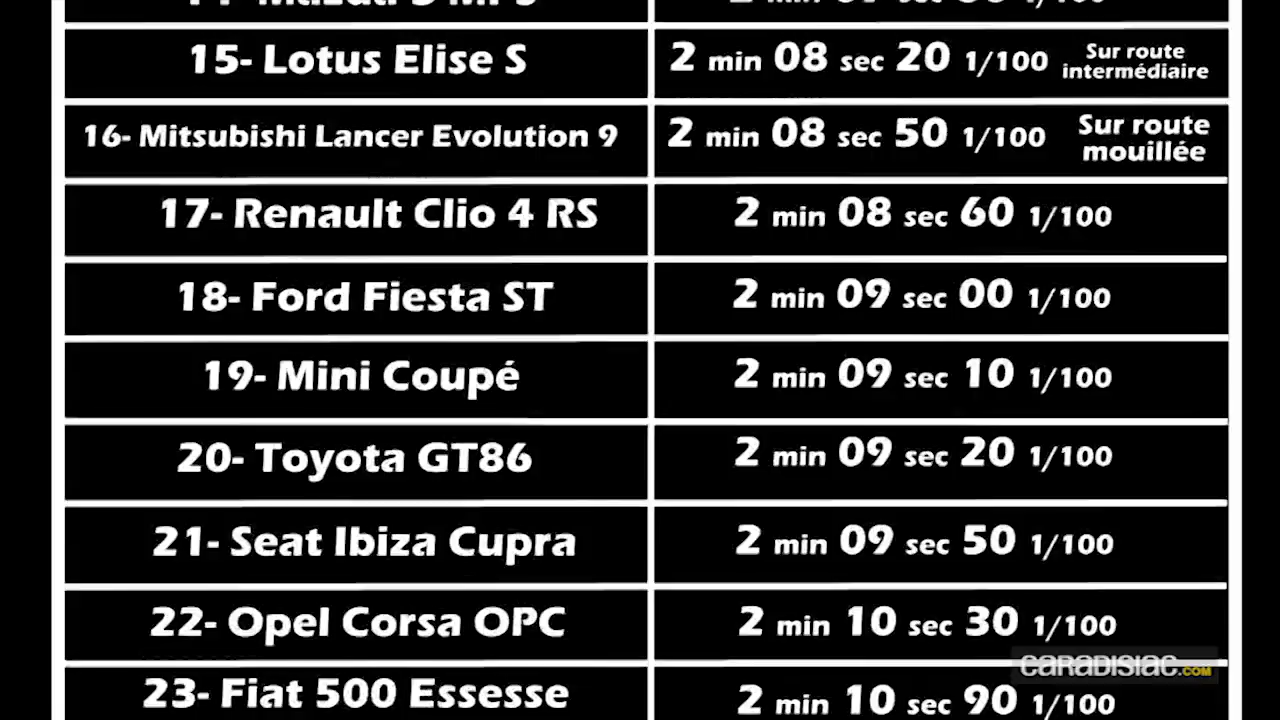 15- Lotus Elise S 2 min 08 sec 20 1/100 Sur route
intermédiaire
16- Mitsubishi Lancer Evolution 9 2 min 08 sec 50 1/100 Sur route
mouillée
17- Renault Clio 4 RS 2 min 08 sec 60 1/100
18- Ford Fiesta ST 2 min 09 sec 00 1/100
19- Mini Coupé 2 min 09 sec 10 1/100
20- Toyota GT86 2 min 09 sec 20 1/100
21- Seat Ibiza Cupra 2 min 09 sec 50 1/100
22- Opel Corsa OPC 2 min 10 sec 30 1/100
23- Fiat 500 Essesse 2 min 10 sec 90 1/100
CARADISIAC.COM